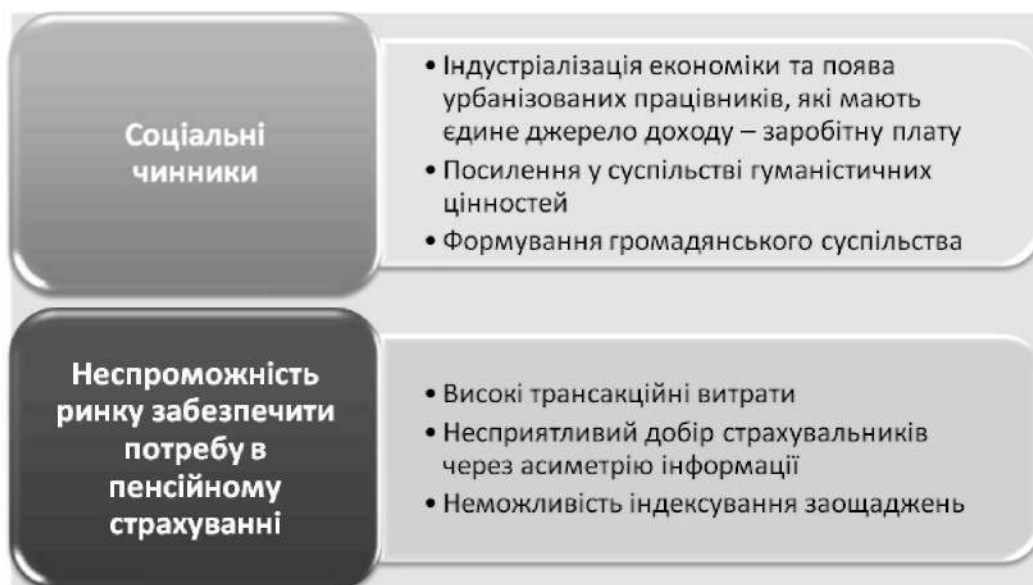 Соціальні
чинники
• Індустріалізація економіки та поява
урбанізованих працівників, які мають
єдине джерело доходу – заробітну плату
• Посилення у суспільстві гуманістичних
цінностей
• Формування громадянського суспільства
Неспроможність
ринку забезпечити
потребу в
пенсійному
страхуванні
• Високі трансакційні витрати
• Несприятливий добір страхувальників
через асиметрію інформації
• Неможливість індексування заощаджень